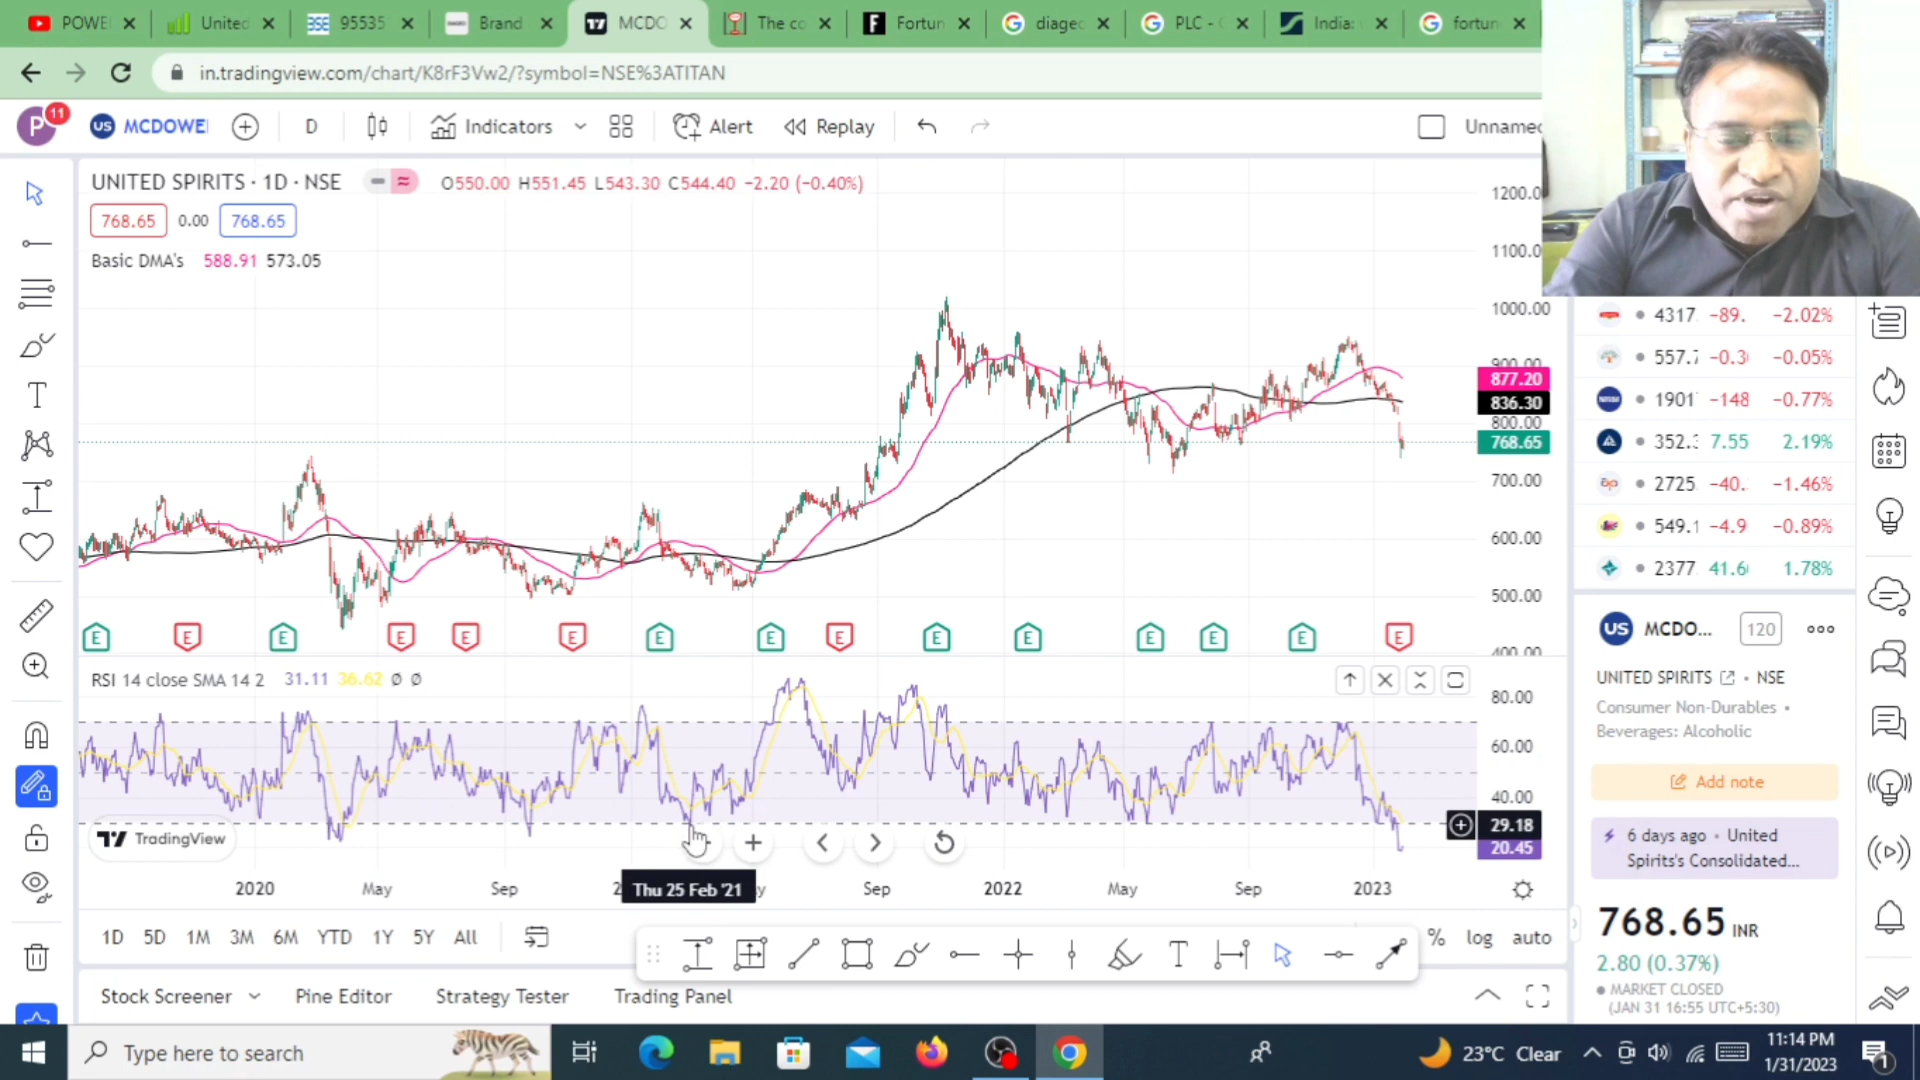 POWE
United
95535
Brand
MCDO
The co
Fortun
diageo
PLC - G
India:
fortun
in.tradingview.com/chart/K8rF3Vw2/?symbol=NSE%3ATITAN
P 11
US MCDOWE
D
Indicators
Alert
Replay
Unnamed
UNITED SPIRITS · 1D · NSE
O550.00 H551.45 L543.30 C544.40 −2.20 (−0.40%)
768.65 0.00 768.65
Basic DMA's 588.91 573.05
1200.0
1100.0
1000.00
900.00
877.20
836.30
800.00
768.65
700.00
600.00
500.00
400.00
E E E E E E E E E E E E E E E
RSI 14 close SMA 14 2 31.11 36.62 Ø Ø
80.00
60.00
40.00
29.18
20.45
TradingView
2020 May Sep Thu 25 Feb '21 Sep 2022 May Sep 2023
1D 5D 1M 3M 6M YTD 1Y 5Y All
% log auto
Stock Screener Pine Editor Strategy Tester Trading Panel
4317. −89. −2.02%
557.7 −0.3 −0.05%
1901 −148 −0.77%
352.3 7.55 2.19%
2725 −40. −1.46%
549.1 −4.9 −0.89%
2377 41.6 1.78%
US MCDO... 120
UNITED SPIRITS · NSE
Consumer Non-Durables •
Beverages: Alcoholic
Add note
6 days ago • United
Spirits's Consolidated...
768.65 INR
2.80 (0.37%)
MARKET CLOSED
(JAN 31 16:55 UTC+5:30)
Type here to search
23°C Clear
11:14 PM
1/31/2023
1